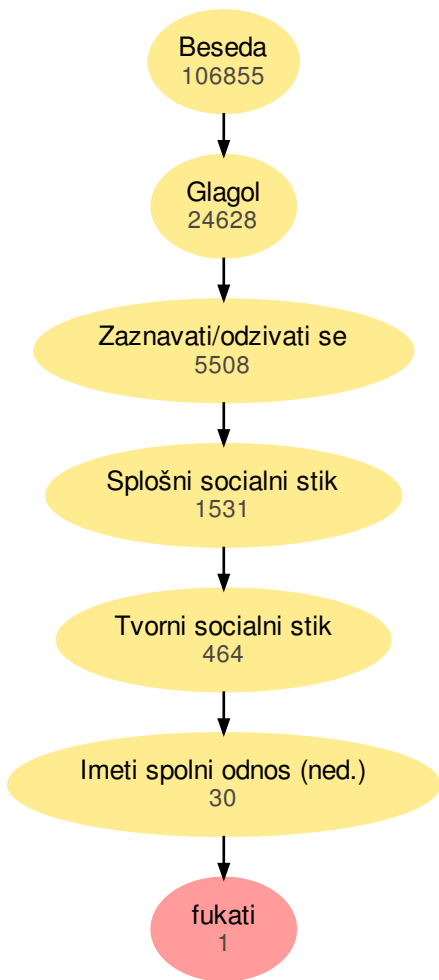 Beseda
106855
Glagol
24628
Zaznavati/odzivati se
5508
Splošni socialni stik
1531
Tvorni socialni stik
464
Imeti spolni odnos (ned.)
30
fukati
1